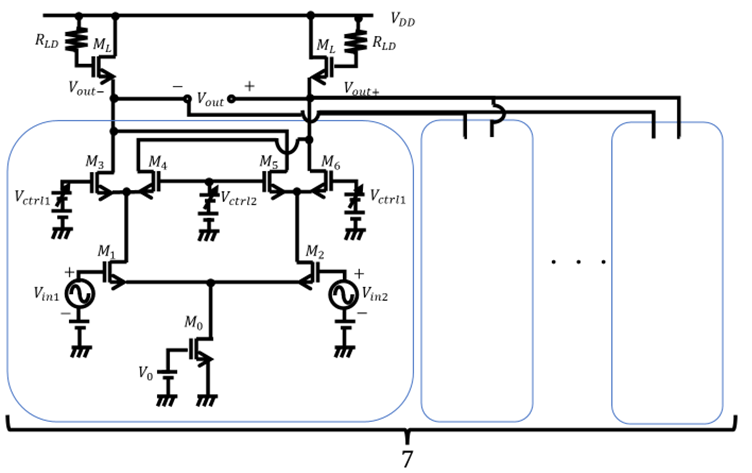 V_DD
R_LD M_L M_L R_LD
V_out− − V_out + V_out+
M_3 M_4 M_5 M_6
V_ctrl1 V_ctrl2 V_ctrl1
M_1 M_2
+ +
V_in1 V_in2
− −
. . .
M_0
V_0
7